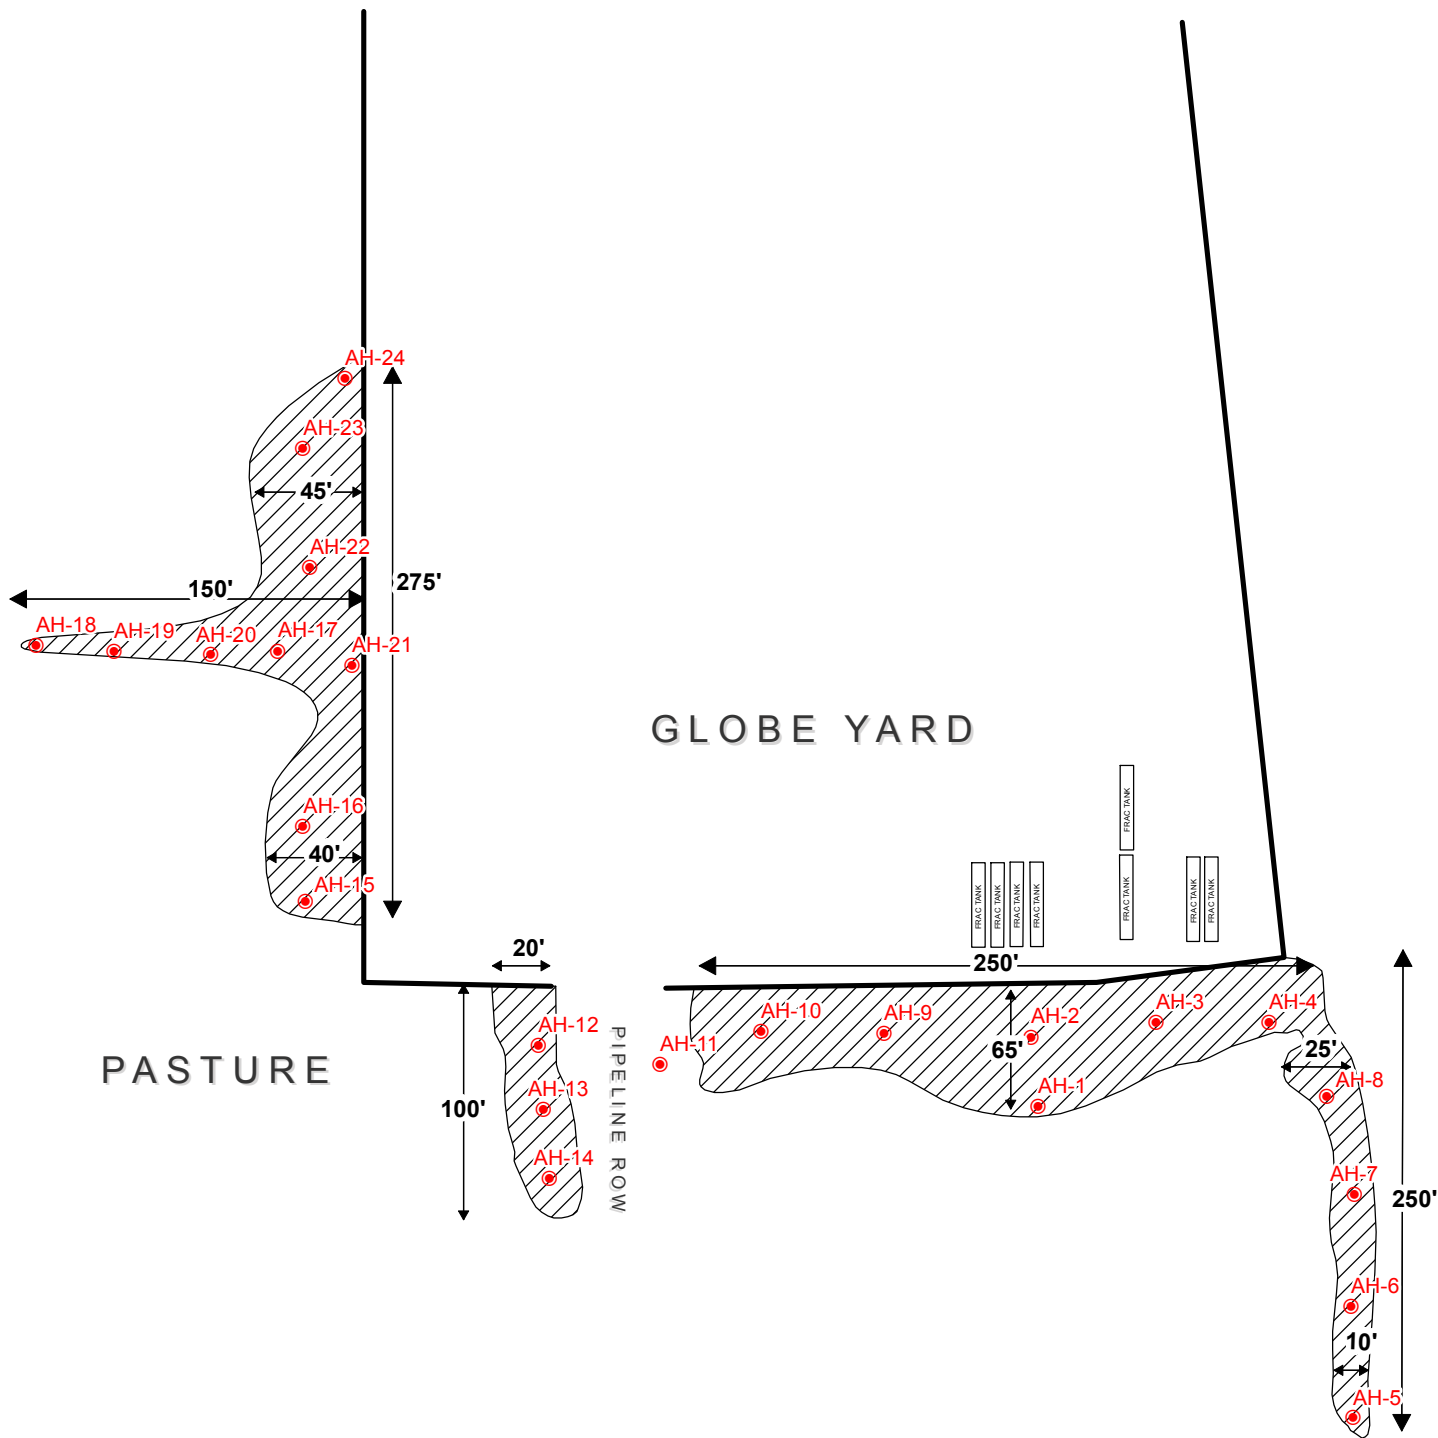 AH-24
AH-23
45'
AH-22
275'
150'
AH-18
AH-19
AH-20
AH-17
AH-21
GLOBE YARD
AH-16
40'
AH-15
FRAC TANK
FRAC TANK
FRAC TANK
FRAC TANK
FRAC TANK
FRAC TANK
FRAC TANK
FRAC TANK
20'
250'
AH-12
AH-10
AH-9
AH-2
AH-3
AH-4
AH-11
65'
25'
PASTURE
PIPELINE ROW
AH-13
100'
AH-1
AH-8
AH-14
AH-7
250'
AH-6
10'
AH-5